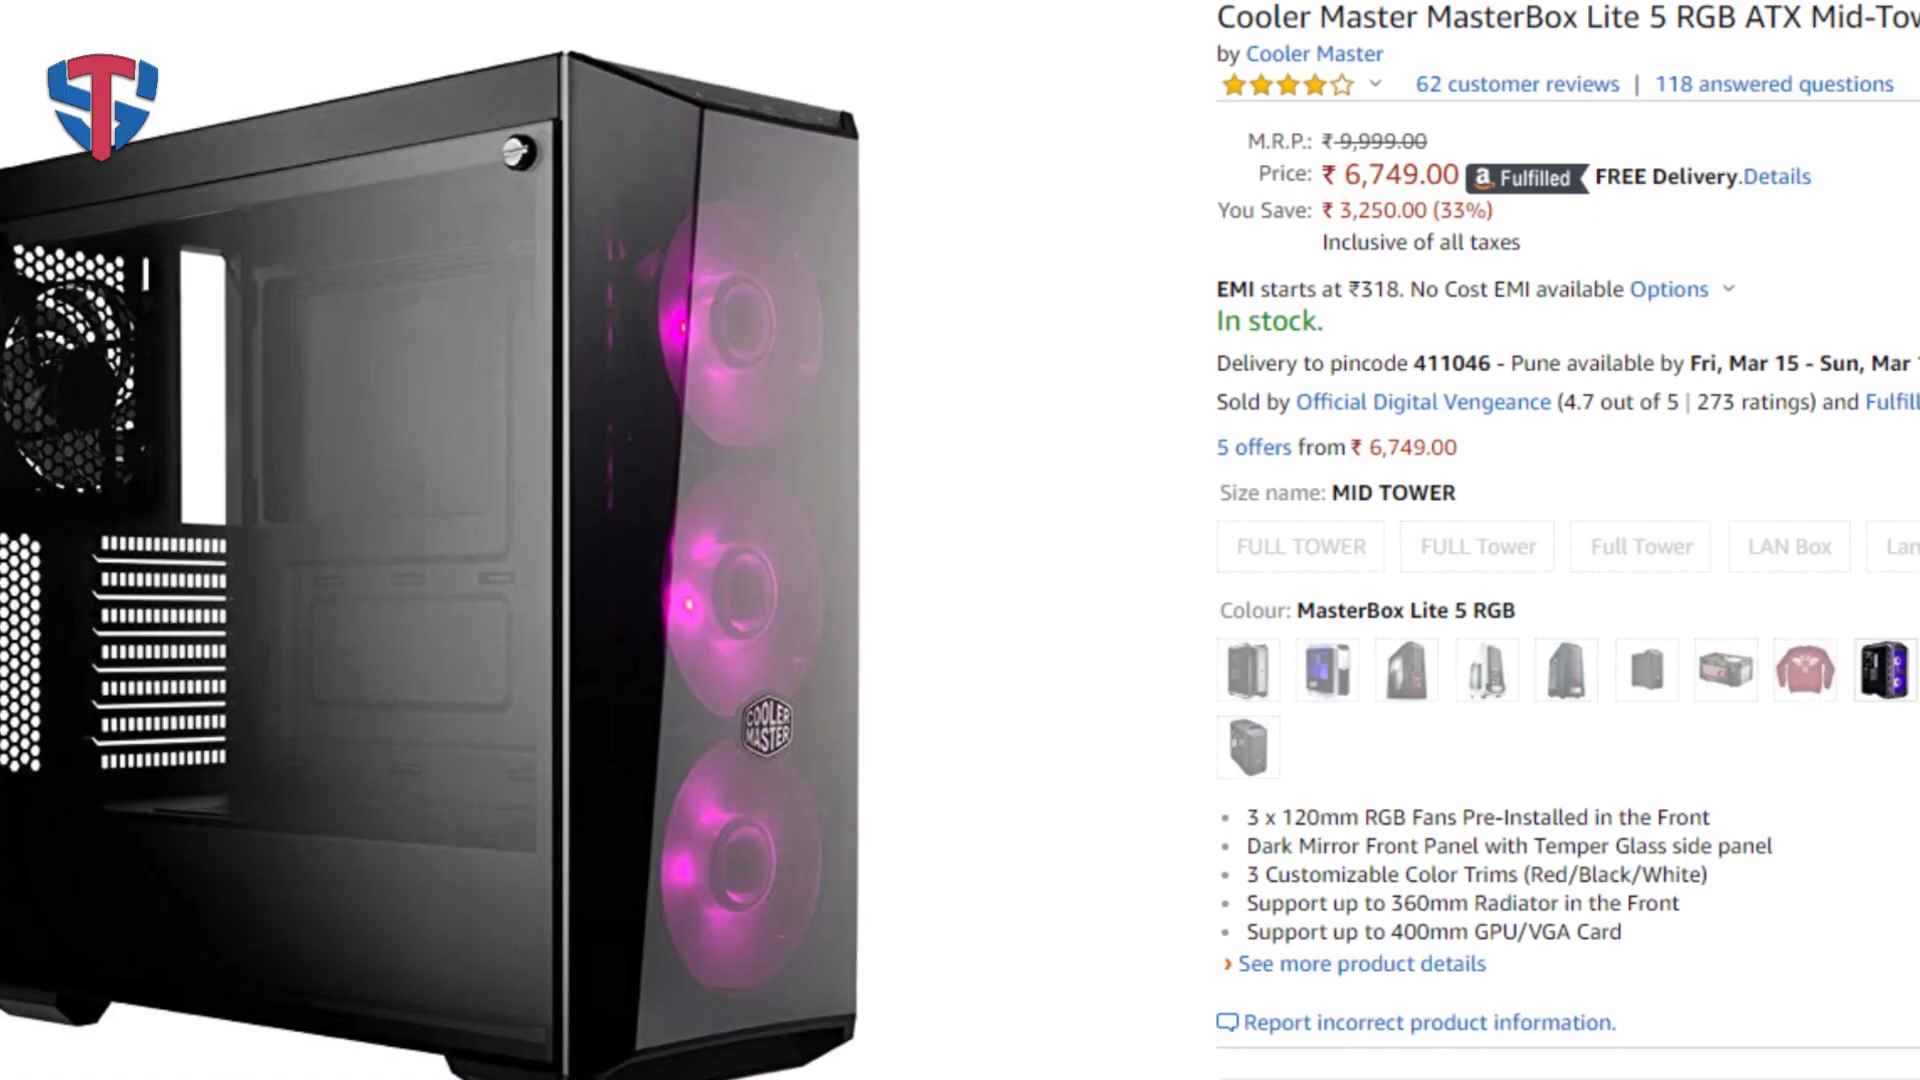 Cooler Master MasterBox Lite 5 RGB ATX Mid-Tow
by Cooler Master
62 customer reviews | 118 answered questions
M.R.P.: ₹ 9,999.00
Price: ₹ 6,749.00 a Fulfilled FREE Delivery.Details
You Save: ₹ 3,250.00 (33%)
Inclusive of all taxes
EMI starts at ₹318. No Cost EMI available Options
In stock.
Delivery to pincode 411046 - Pune available by Fri, Mar 15 - Sun, Mar
Sold by Official Digital Vengeance (4.7 out of 5 | 273 ratings) and Fulfill
5 offers from ₹ 6,749.00
Size name: MID TOWER
FULL TOWER FULL Tower Full Tower LAN Box Lan
Colour: MasterBox Lite 5 RGB
• 3 x 120mm RGB Fans Pre-Installed in the Front
• Dark Mirror Front Panel with Temper Glass side panel
• 3 Customizable Color Trims (Red/Black/White)
• Support up to 360mm Radiator in the Front
• Support up to 400mm GPU/VGA Card
› See more product details
Report incorrect product information.
COOLER
MASTER